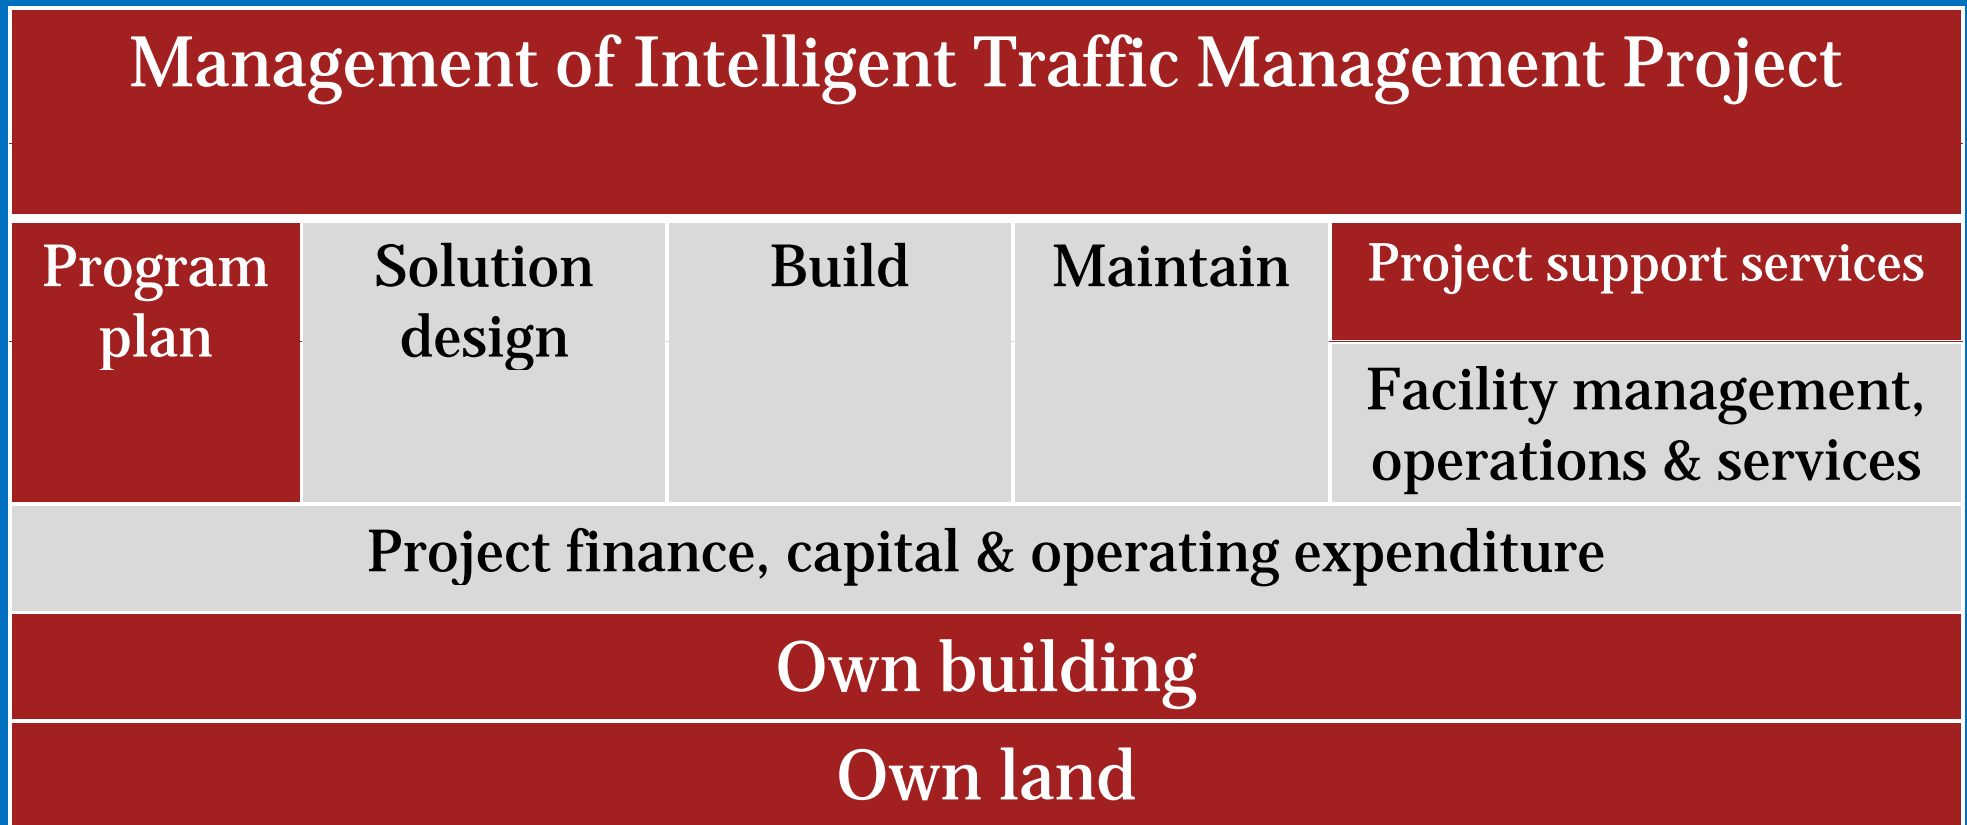 Management of Intelligent Traffic Management Project
Program
plan
Solution
design
Build
Maintain
Project support services
Facility management,
operations & services
Project finance, capital & operating expenditure
Own building
Own land